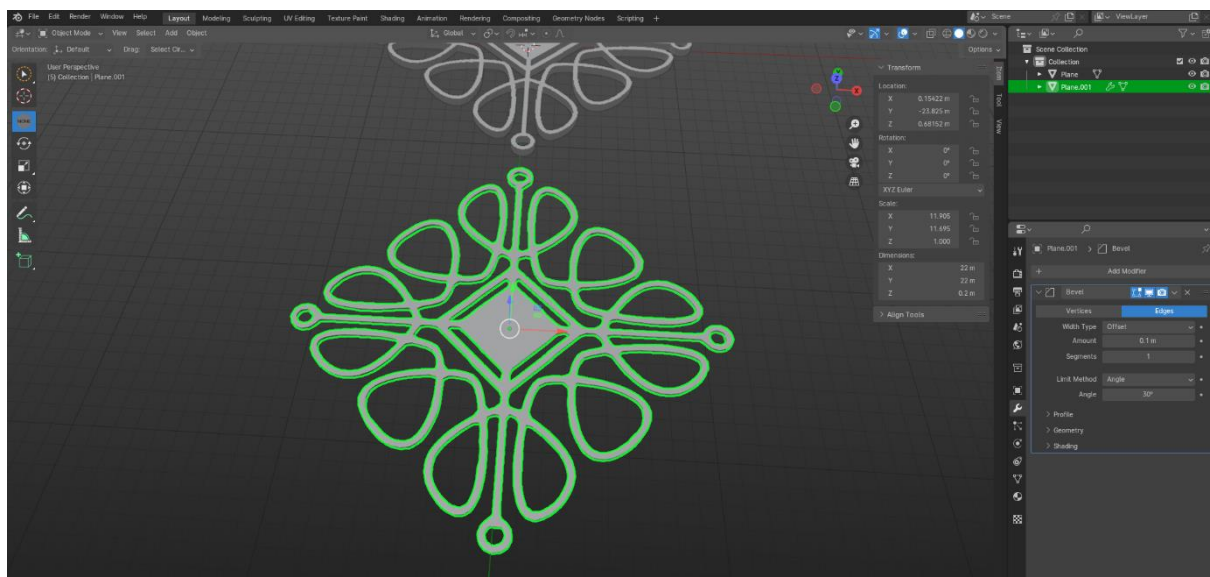 File Edit Render Window Help Layout Modeling Sculpting UV Editing Texture Paint Shading Animation Rendering Compositing Geometry Nodes Scripting + Scene ViewLayer
Object Mode View Select Add Object Global
Orientation: Default Drag: Select Cir... Options
User Perspective
(5) Collection | Plane.001
Transform
Location:
X 0.15422 m
Y -23.825 m
Z 0.68152 m
Rotation:
X 0°
Y 0°
Z 0°
XYZ Euler
Scale:
X 11.905
Y 11.695
Z 1.000
Dimensions:
X 22 m
Y 22 m
Z 0.2 m
Align Tools
Item
Tool
View
Z
X
Scene Collection
Collection
Plane
Plane.001
Plane.001 > Bevel
+ Add Modifier
Bevel
Vertices Edges
Width Type Offset
Amount 0.1 m
Segments 1
Limit Method Angle
Angle 30°
Profile
Geometry
Shading